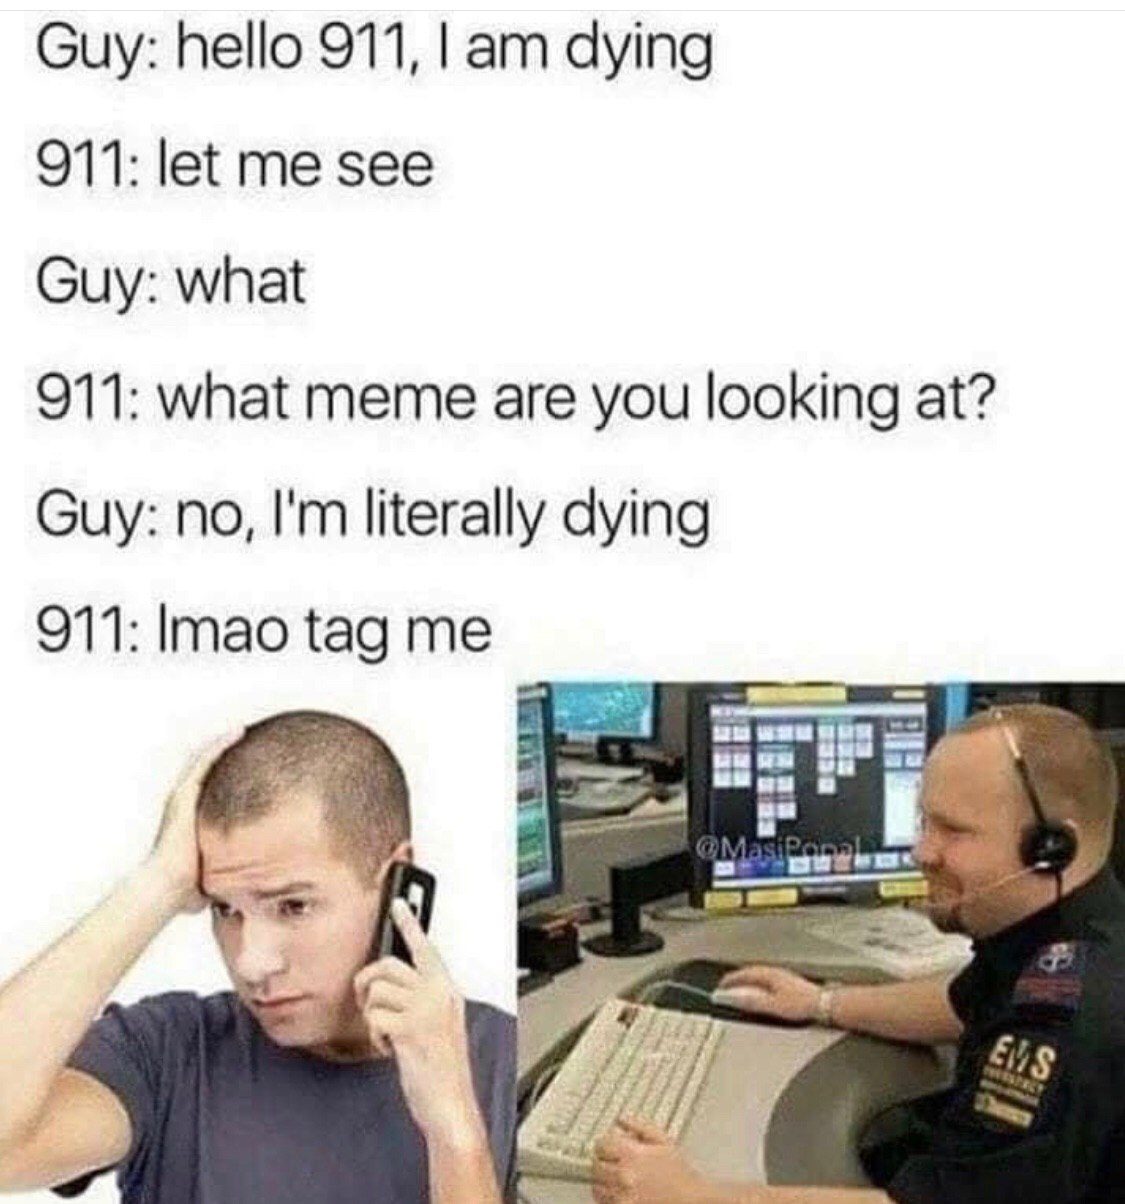 Guy: hello 911, I am dying
911: let me see
Guy: what
911: what meme are you looking at?
Guy: no, I'm literally dying
911: lmao tag me
@MasiPopal
EMS